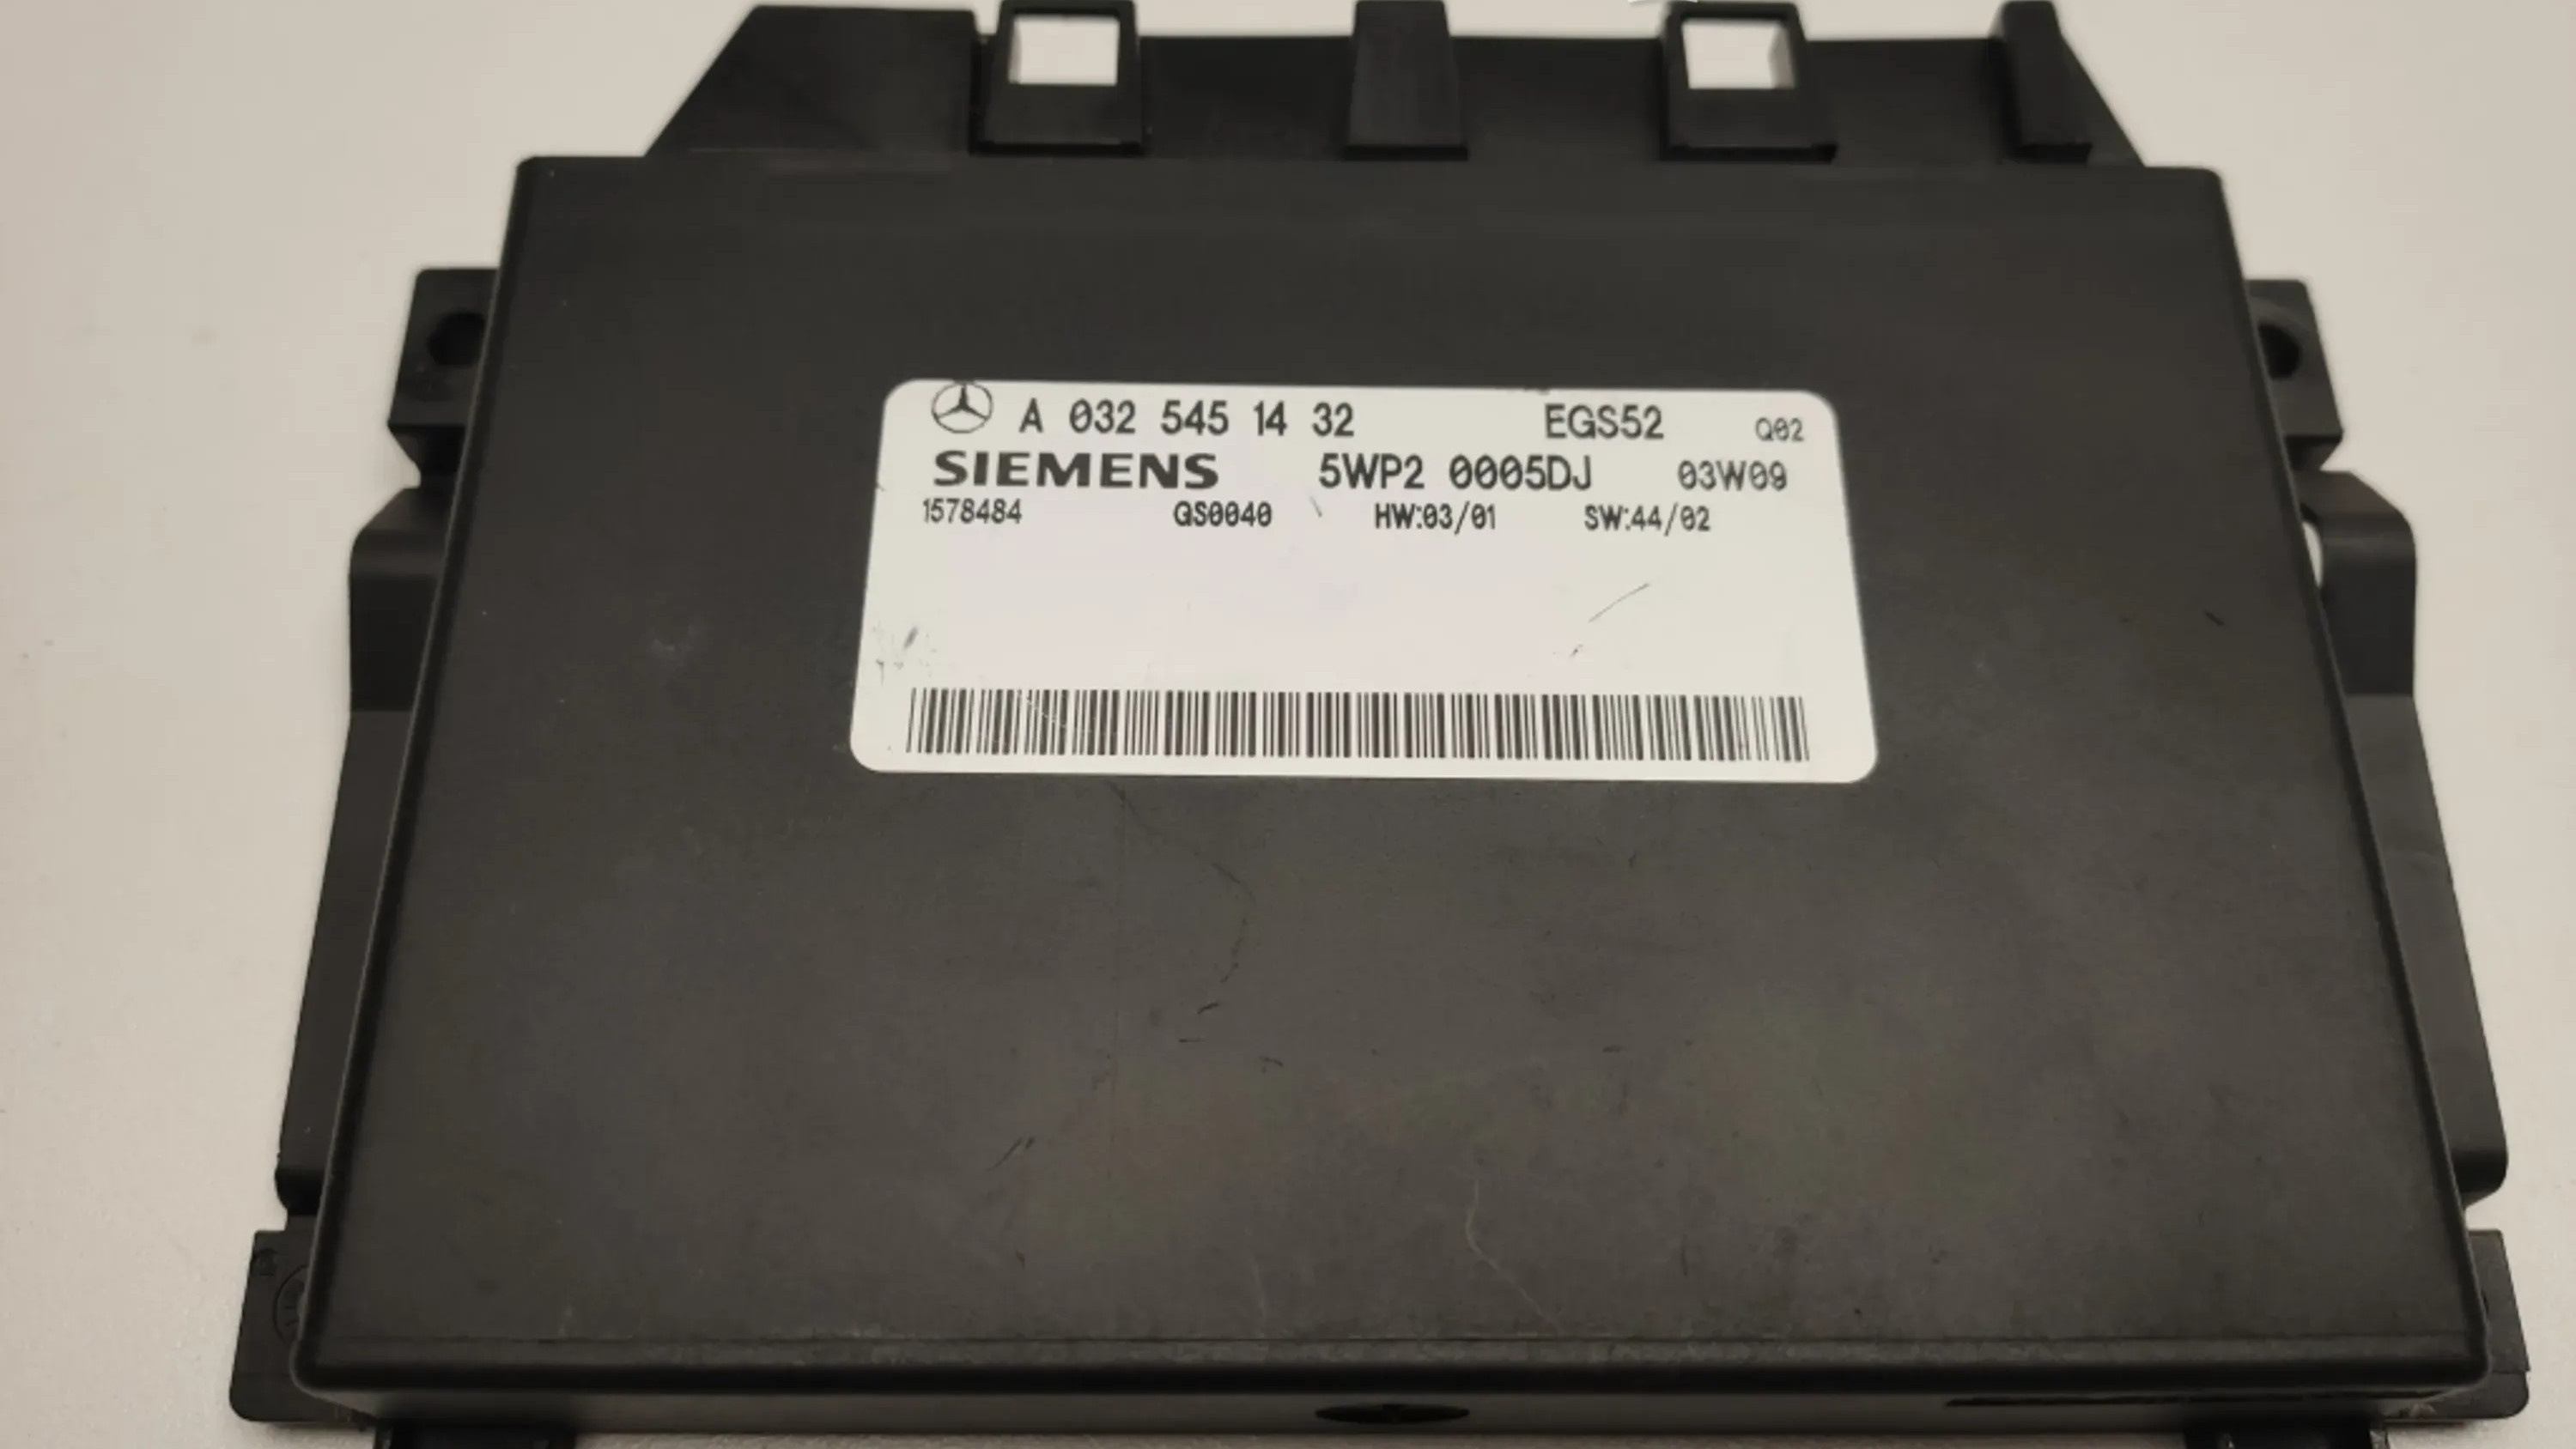 A 032 545 14 32 EGS52 Q02
SIEMENS 5WP2 0005DJ 03W09
1578484 QS0040 HW:03/01 SW:44/02